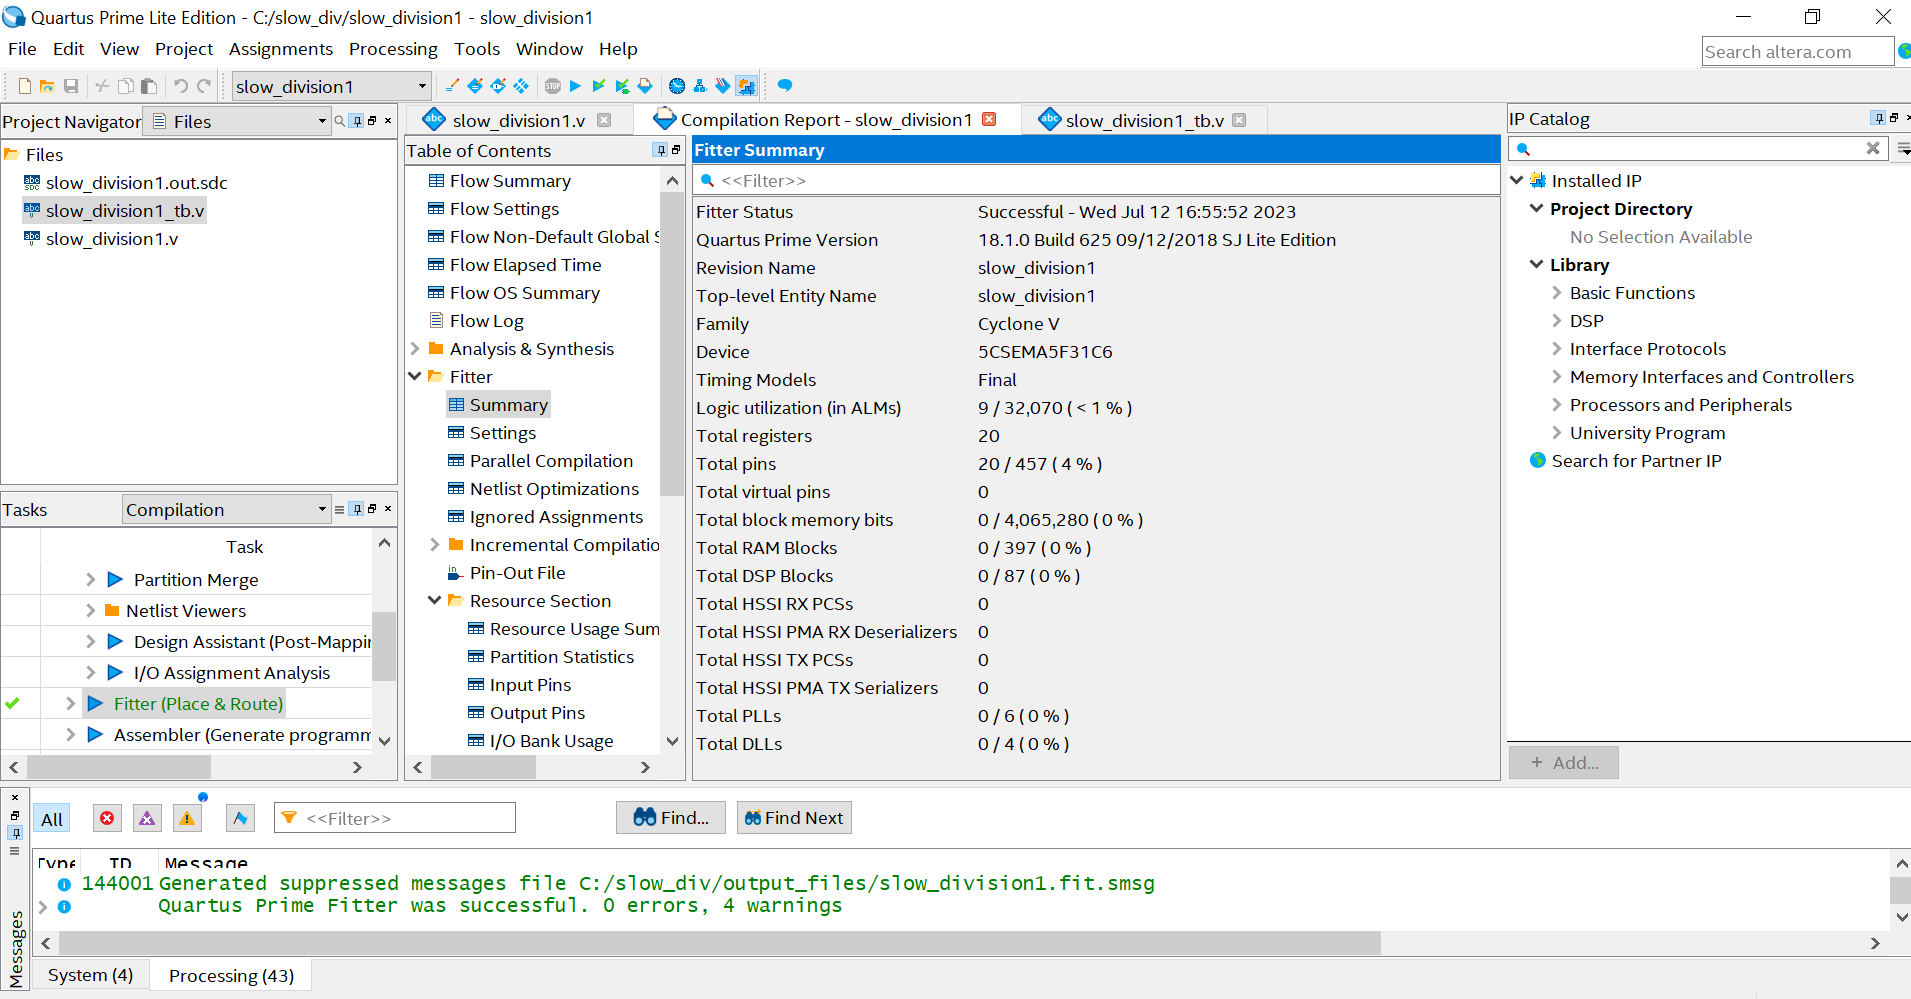 Quartus Prime Lite Edition - C:/slow_div/slow_division1 - slow_division1
File Edit View Project Assignments Processing Tools Window Help
Search altera.com
slow_division1
STOP
Project Navigator Files
Files
slow_division1.out.sdc
slow_division1_tb.v
slow_division1.v
Tasks Compilation
Task
Partition Merge
Netlist Viewers
Design Assistant (Post-Mappin
I/O Assignment Analysis
Fitter (Place & Route)
Assembler (Generate programm
slow_division1.v
Compilation Report - slow_division1
slow_division1_tb.v
Table of Contents
Flow Summary
Flow Settings
Flow Non-Default Global S
Flow Elapsed Time
Flow OS Summary
Flow Log
Analysis & Synthesis
Fitter
Summary
Settings
Parallel Compilation
Netlist Optimizations
Ignored Assignments
Incremental Compilatio
Pin-Out File
Resource Section
Resource Usage Sum
Partition Statistics
Input Pins
Output Pins
I/O Bank Usage
Fitter Summary
<<Filter>>
Fitter Status Successful - Wed Jul 12 16:55:52 2023
Quartus Prime Version 18.1.0 Build 625 09/12/2018 SJ Lite Edition
Revision Name slow_division1
Top-level Entity Name slow_division1
Family Cyclone V
Device 5CSEMA5F31C6
Timing Models Final
Logic utilization (in ALMs) 9 / 32,070 ( < 1 % )
Total registers 20
Total pins 20 / 457 ( 4 % )
Total virtual pins 0
Total block memory bits 0 / 4,065,280 ( 0 % )
Total RAM Blocks 0 / 397 ( 0 % )
Total DSP Blocks 0 / 87 ( 0 % )
Total HSSI RX PCSs 0
Total HSSI PMA RX Deserializers 0
Total HSSI TX PCSs 0
Total HSSI PMA TX Serializers 0
Total PLLs 0 / 6 ( 0 % )
Total DLLs 0 / 4 ( 0 % )
IP Catalog
Installed IP
Project Directory
No Selection Available
Library
Basic Functions
DSP
Interface Protocols
Memory Interfaces and Controllers
Processors and Peripherals
University Program
Search for Partner IP
+ Add...
All <<Filter>> Find... Find Next
Type ID Message
144001 Generated suppressed messages file C:/slow_div/output_files/slow_division1.fit.smsg
Quartus Prime Fitter was successful. 0 errors, 4 warnings
Messages
System (4) Processing (43)